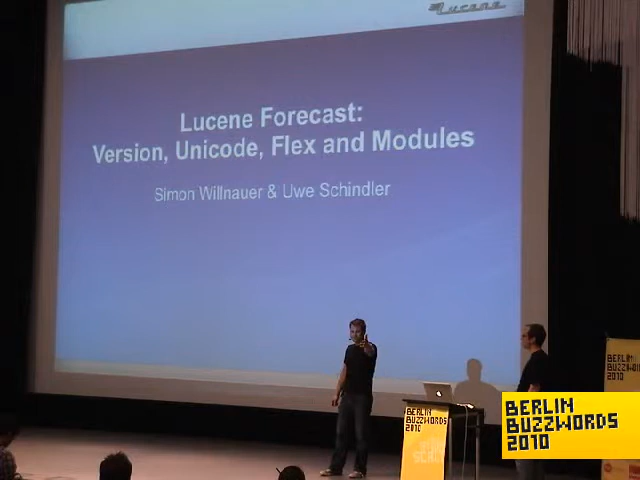 Lucene
Lucene Forecast:
Version, Unicode, Flex and Modules
Simon Willnauer & Uwe Schindler
BERLIN
BUZZWORDS
2010
BERLIN
BUZZWORDS
2010
BERLIN
BUZZWORDS
2010